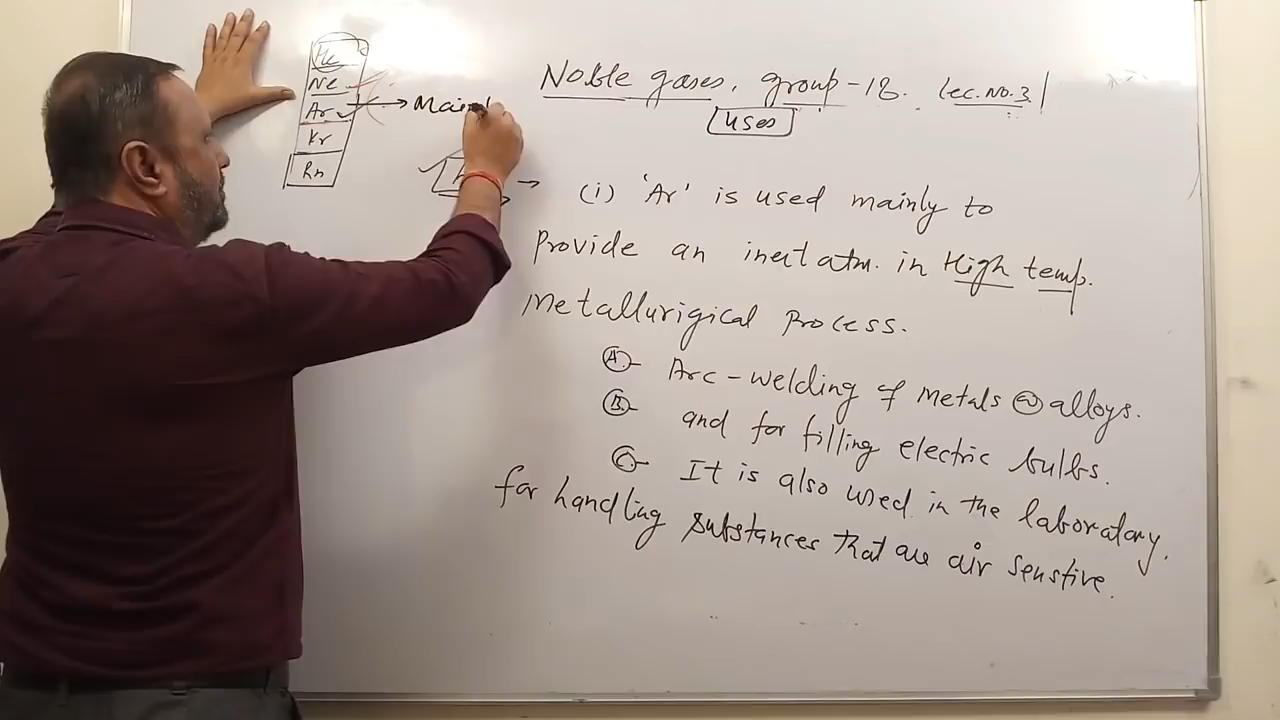 He
Ne
Ar
Kr
Rn
Noble gases, group-18. Lec. No. 3
Uses
(i) 'Ar' is used mainly to
Provide an inert atm. in High temp.
Metallurigical Process.
(A)- Arc-welding of metals alloys.
(B)- and for filling electric bulbs.
(C)- It is also used in the laboratory.
for handling substances that are air senstive.